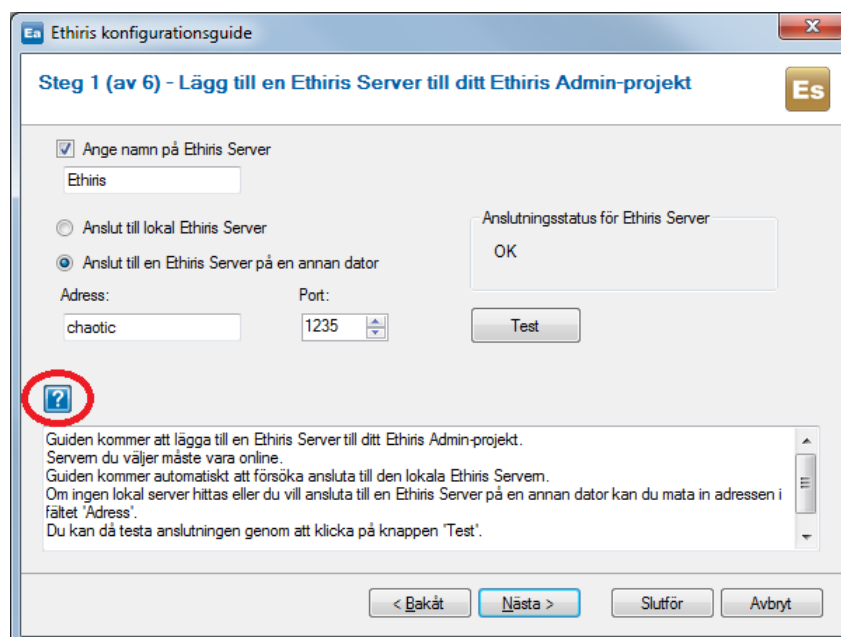 Ea Ethiris konfigurationsguide
Steg 1 (av 6) - Lägg till en Ethiris Server till ditt Ethiris Admin-projekt
Es
Ange namn på Ethiris Server
Ethiris
Anslut till lokal Ethiris Server
Anslut till en Ethiris Server på en annan dator
Anslutningsstatus för Ethiris Server
OK
Adress:
Port:
chaotic
1235
Test
?
Guiden kommer att lägga till en Ethiris Server till ditt Ethiris Admin-projekt.
Servern du väljer måste vara online.
Guiden kommer automatiskt att försöka ansluta till den lokala Ethiris Servern.
Om ingen lokal server hittas eller du vill ansluta till en Ethiris Server på en annan dator kan du mata in adressen i
fältet 'Adress'.
Du kan då testa anslutningen genom att klicka på knappen 'Test'.
< Bakåt
Nästa >
Slutför
Avbryt